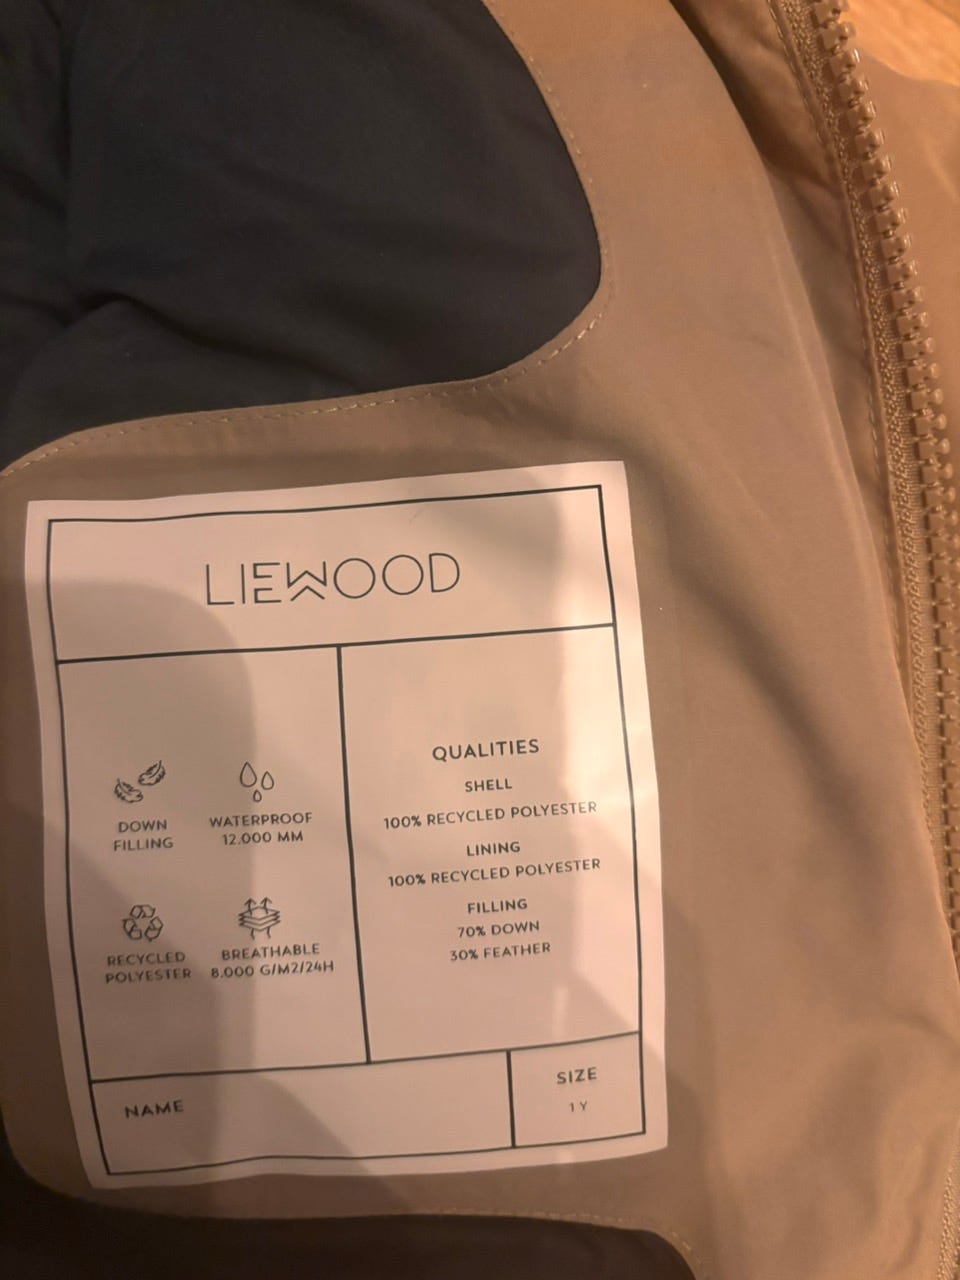 LIEWOOD
DOWN
FILLING
WATERPROOF
12.000 MM
RECYCLED
POLYESTER
BREATHABLE
8.000 G/M2/24H
QUALITIES
SHELL
100% RECYCLED POLYESTER
LINING
100% RECYCLED POLYESTER
FILLING
70% DOWN
30% FEATHER
NAME
SIZE
1 Y